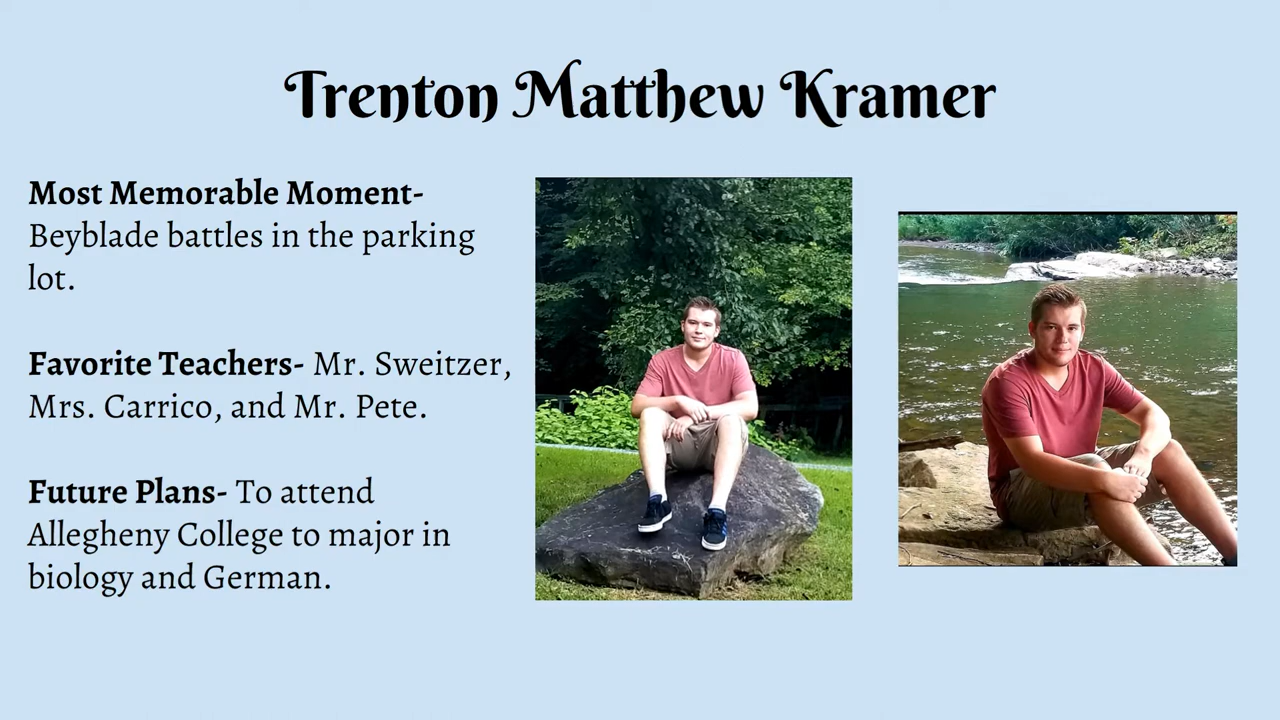 Trenton Matthew Kramer
Most Memorable Moment-
Beyblade battles in the parking
lot.
Favorite Teachers- Mr. Sweitzer,
Mrs. Carrico, and Mr. Pete.
Future Plans- To attend
Allegheny College to major in
biology and German.